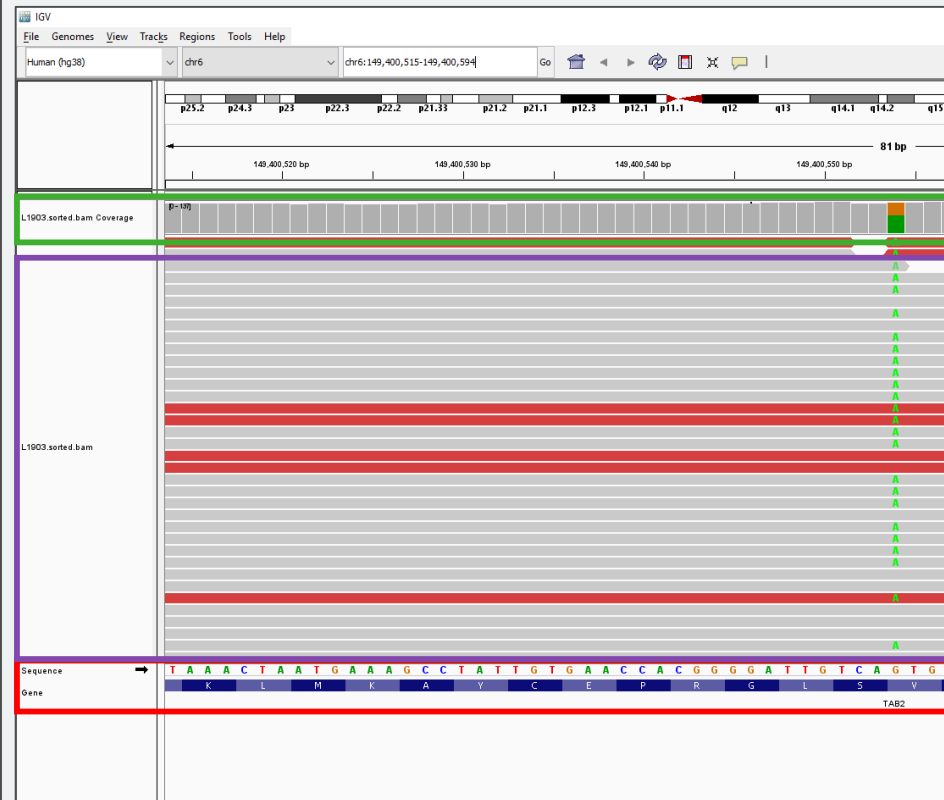 IGV
File Genomes View Tracks Regions Tools Help
Human (hg38) chr6 chr6:149,400,515-149,400,594 Go
p25.2 p24.3 p23 p22.3 p22.2 p21.33 p21.2 p21.1 p12.3 p12.1 p11.1 q12 q13 q14.1 q14.2 q15
81 bp
149,400,520 bp 149,400,530 bp 149,400,540 bp 149,400,550 bp
[0 - 137]
L1903.sorted.bam Coverage
A
A
A
A
A
A
A
A
A
A
A
A
L1903.sorted.bam
A
A
A
A
A
A
A
A
A
Sequence T A A A C T A A T G A A A G C C T A T T G T G A A C C A C G G G G A T T G T C A G T G
Gene K L M K A Y C E P R G L S V
TAB2